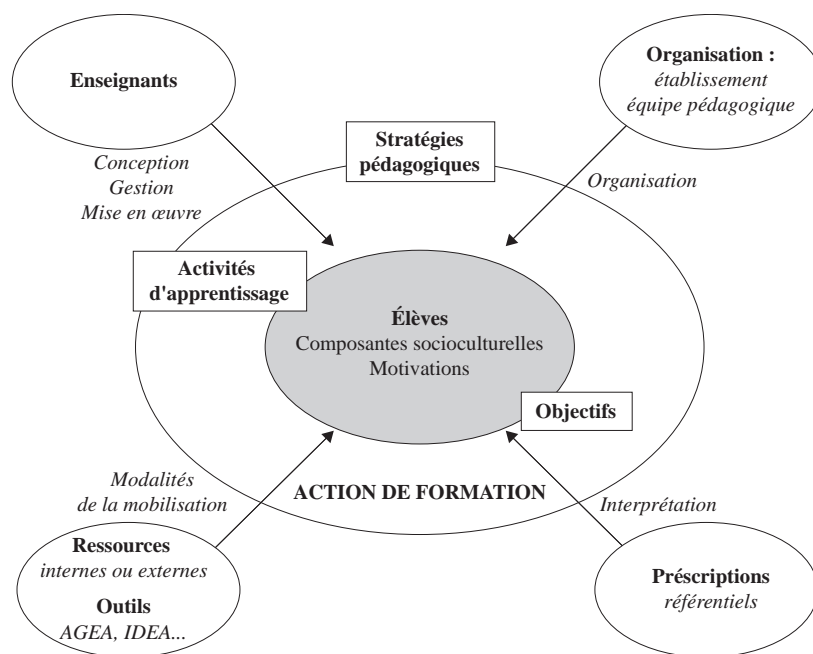 Enseignants
Organisation :
établissement
équipe pédagogique
Stratégies
pédagogiques
Conception
Gestion
Mise en œuvre
Organisation
Activités
d'apprentissage
Élèves
Composantes socioculturelles
Motivations
Objectifs
Modalités
de la mobilisation
ACTION DE FORMATION
Interprétation
Ressources
internes ou externes
Outils
AGEA, IDEA...
Préscriptions
référentiels